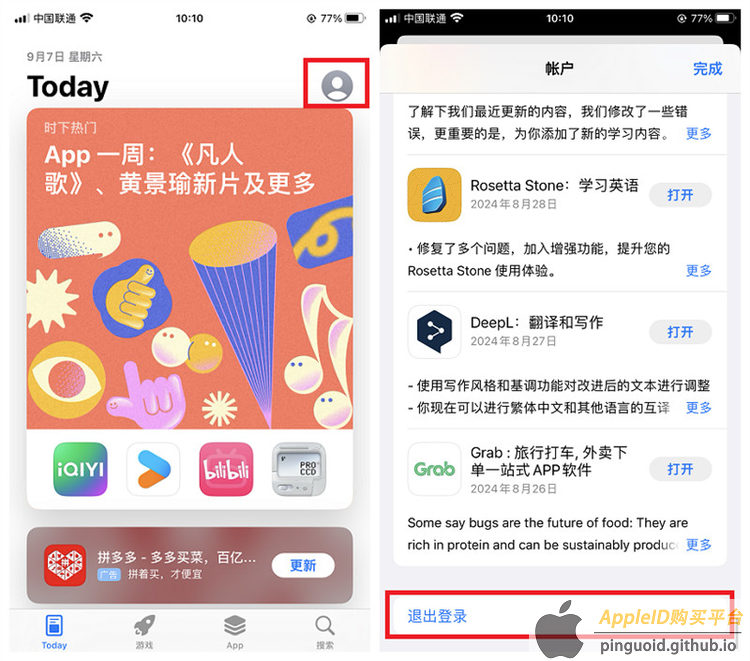 中国联通
10:10
77%
9月7日 星期六
Today
时下热门
App 一周：《凡人
歌》、黄景瑜新片及更多
iQIYI
bilibili
PRO
CCD
拼多多 - 多多买菜，百亿...
广告 拼着买，才便宜
更新
Today
游戏
App
搜索
中国联通
10:10
77%
帐户
完成
了解下我们最近更新的内容，我们修改了一些错
误，更重要的是，为你添加了新的学习内容。 更多
Rosetta Stone：学习英语
2024年8月28日
打开
• 修复了多个问题，加入增强功能，提升您的
Rosetta Stone 使用体验。
更多
DeepL：翻译和写作
2024年8月27日
打开
- 使用写作风格和基调功能对改进后的文本进行调整
- 你现在可以进行繁体中文和其他语言的互译 更多
Grab
Grab : 旅行打车, 外卖下
单一站式 APP 软件
2024年8月26日
打开
Some say bugs are the future of food: They are
rich in protein and can be sustainably produc 更多
退出登录
AppleID购买平台
pinguoid.github.io